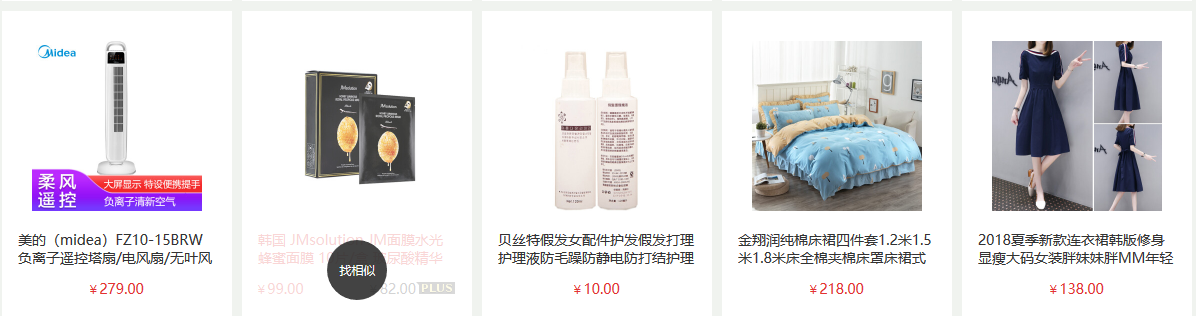 Midea
柔风
遥控
大屏显示 特设便携提手
负离子清新空气
美的（midea）FZ10-15BRW
负离子遥控塔扇/电风扇/无叶风
￥279.00
JMsolution
韩国 JMsolution JM面膜水光
蜂蜜面膜
尿酸精华
找相似
￥99.00
82.00 PLUS
贝丝特假发女配件护发假发打理
护理液防毛躁防静电防打结护理
￥10.00
金翔润纯棉床裙四件套1.2米1.5
米1.8米床全棉夹棉床罩床裙式
￥218.00
2018夏季新款连衣裙韩版修身
显瘦大码女装胖妹妹胖MM年轻
￥138.00